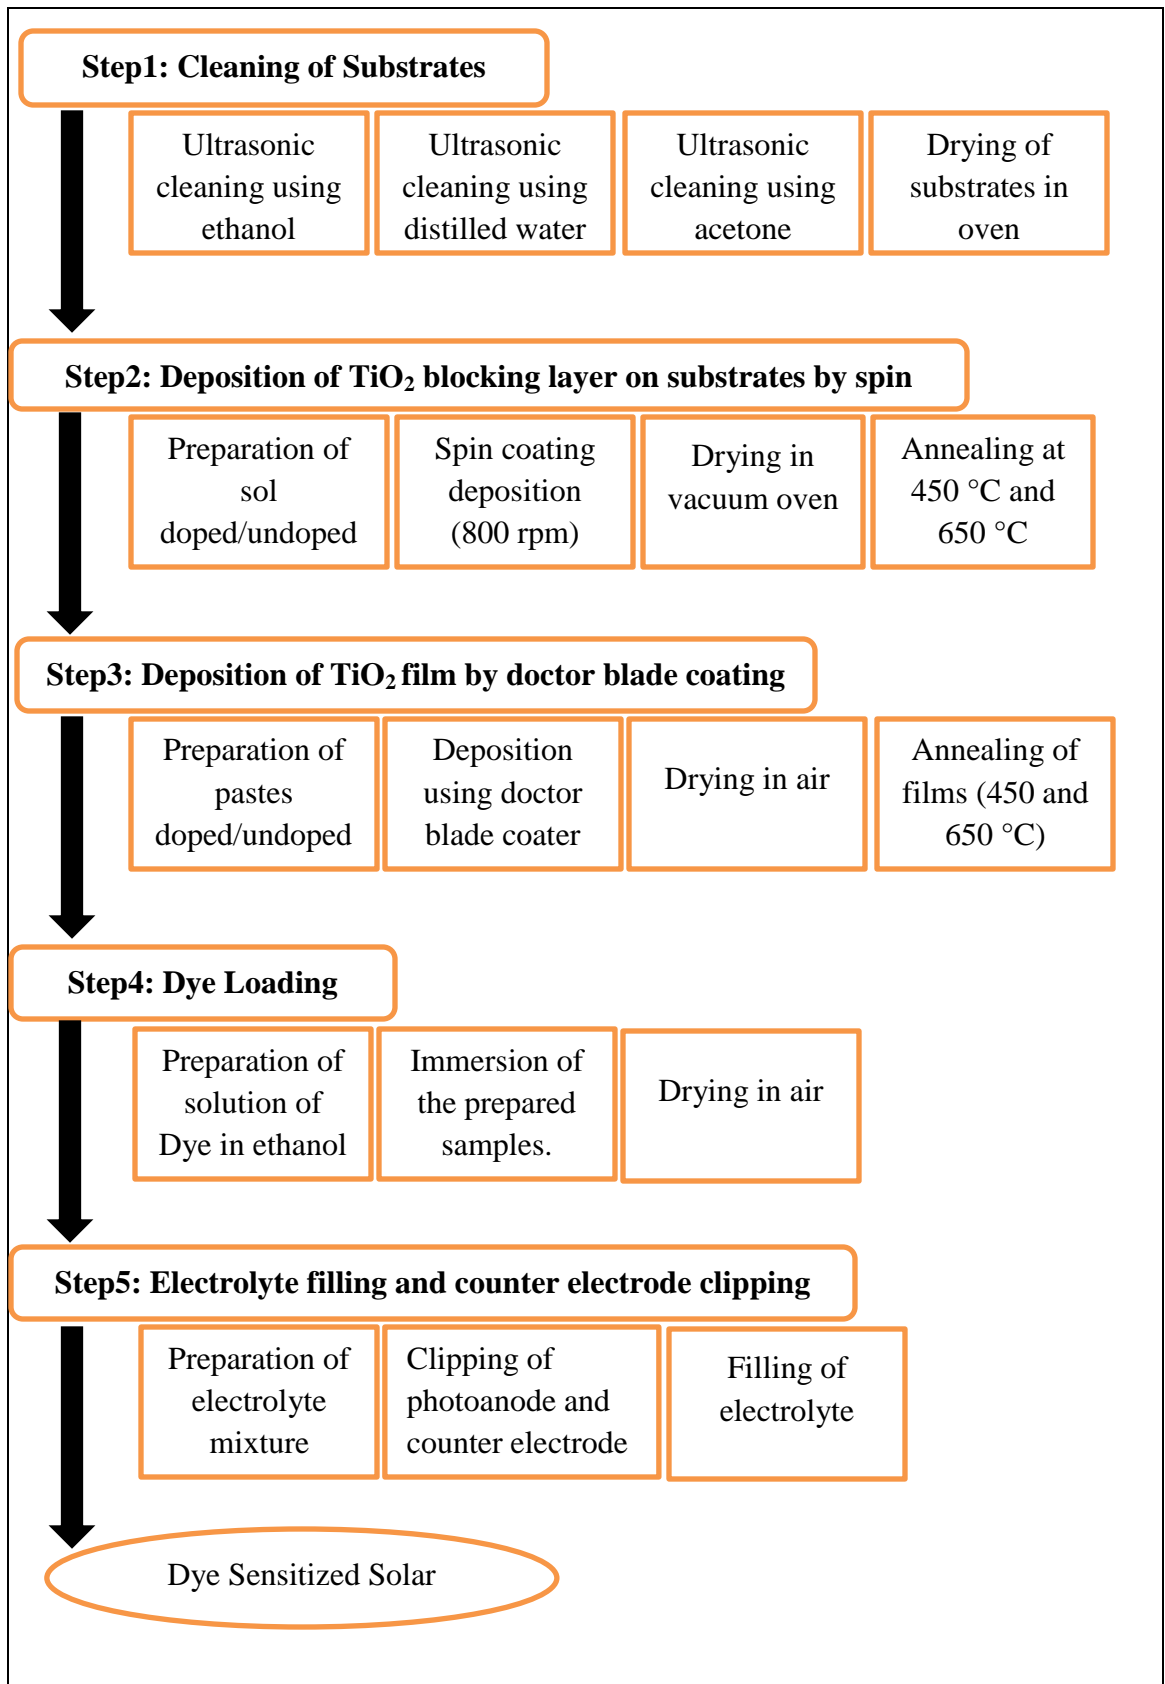 Step1: Cleaning of Substrates
Ultrasonic
cleaning using
ethanol
Ultrasonic
cleaning using
distilled water
Ultrasonic
cleaning using
acetone
Drying of
substrates in
oven
Step2: Deposition of TiO₂ blocking layer on substrates by spin
Preparation of
sol
doped/undoped
Spin coating
deposition
(800 rpm)
Drying in
vacuum oven
Annealing at
450 °C and
650 °C
Step3: Deposition of TiO₂ film by doctor blade coating
Preparation of
pastes
doped/undoped
Deposition
using doctor
blade coater
Drying in air
Annealing of
films (450 and
650 °C)
Step4: Dye Loading
Preparation of
solution of
Dye in ethanol
Immersion of
the prepared
samples.
Drying in air
Step5: Electrolyte filling and counter electrode clipping
Preparation of
electrolyte
mixture
Clipping of
photoanode and
counter electrode
Filling of
electrolyte
Dye Sensitized Solar